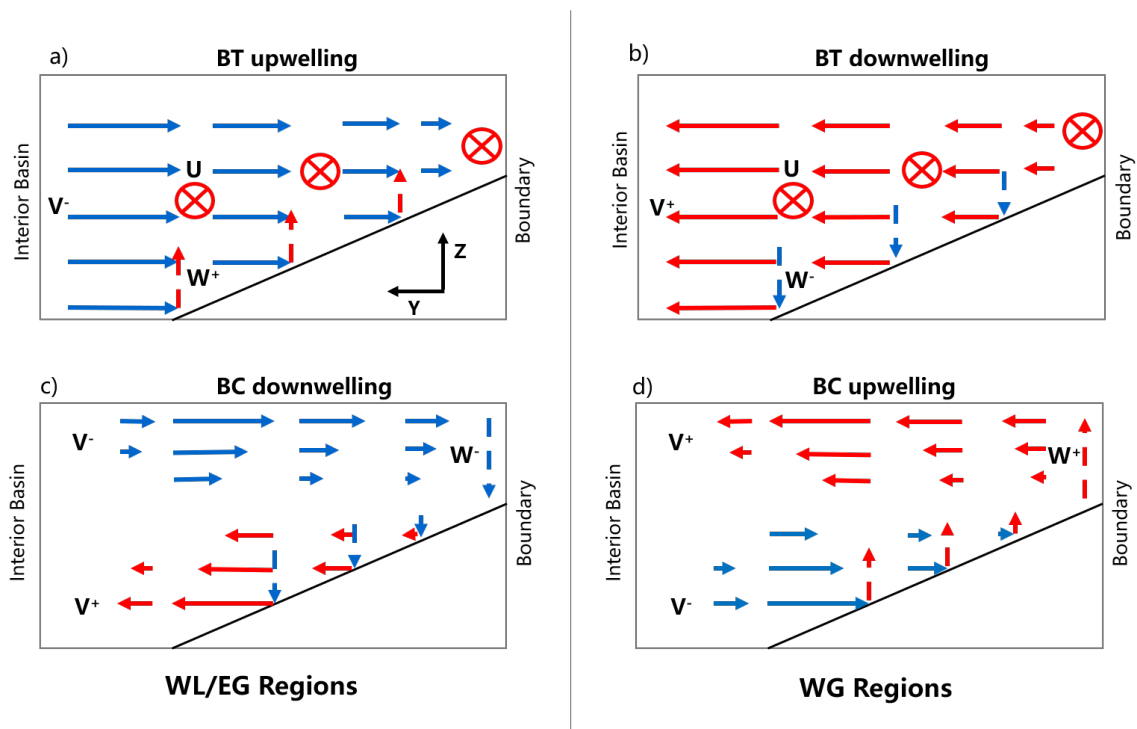 a)
BT upwelling
Interior Basin
V-
U
W+
Z
Y
Boundary
b)
BT downwelling
Interior Basin
V+
U
W-
Boundary
c)
BC downwelling
Interior Basin
V-
W-
V+
Boundary
WL/EG Regions
d)
BC upwelling
Interior Basin
V+
W+
V-
Boundary
WG Regions